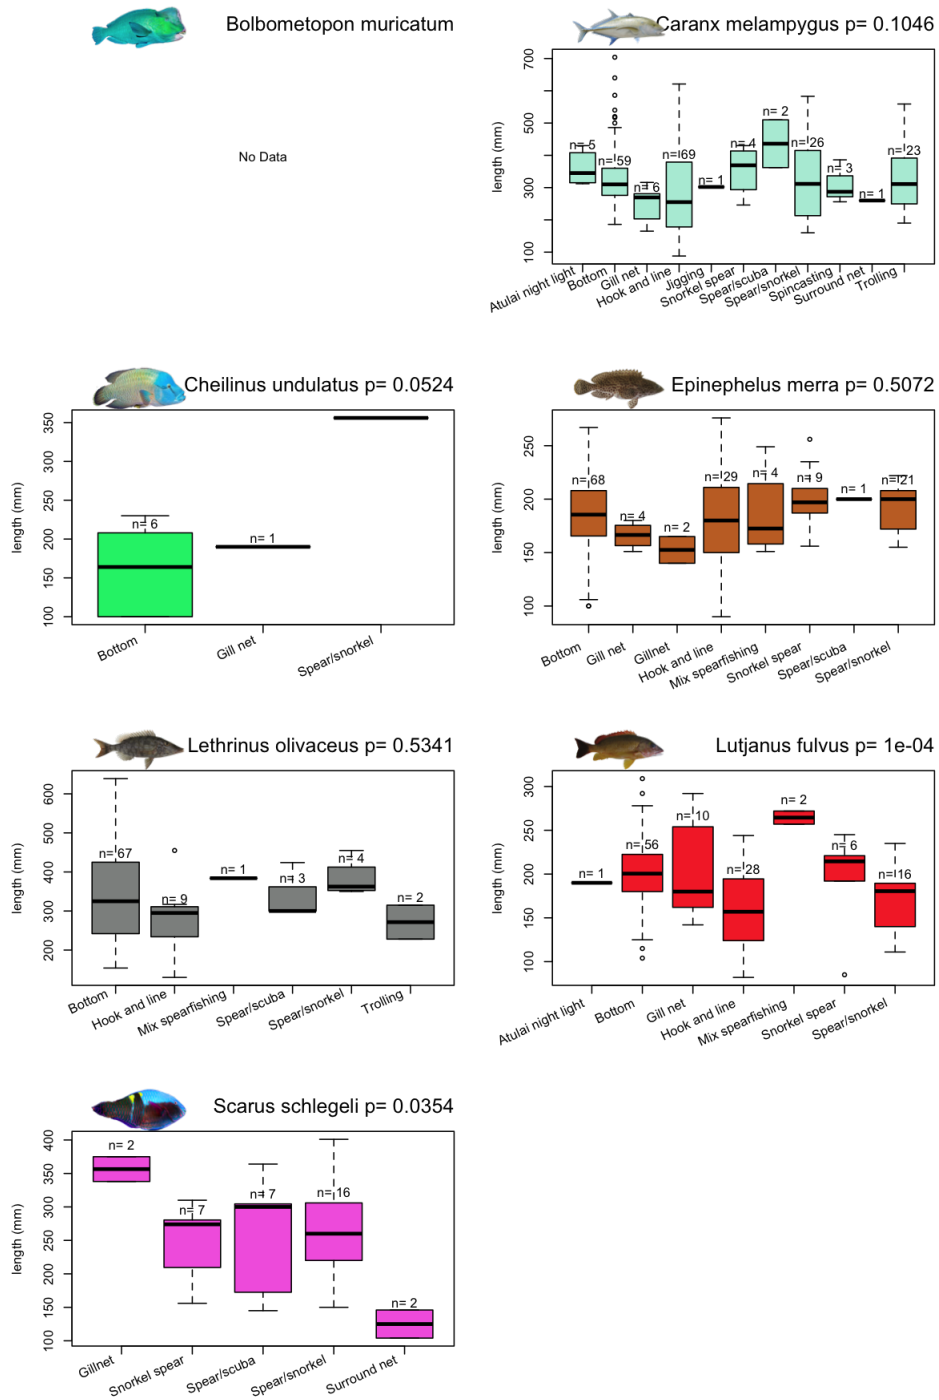 Bolbometopon muricatum
No Data
Caranx melampygus p= 0.1046
length (mm)
700
500
300
100
n= 5
n= 59
n= 6
n= 69
n= 1
n= 4
n= 2
n= 26
n= 3
n= 1
n= 23
Atulai night light
Bottom
Gill net
Hook and line
Jigging
Snorkel spear
Spear/scuba
Spear/snorkel
Spincasting
Surround net
Trolling
Cheilinus undulatus p= 0.0524
length (mm)
350
300
250
200
150
100
n= 6
n= 1
Bottom
Gill net
Spear/snorkel
Epinephelus merra p= 0.5072
length (mm)
250
200
150
100
n= 68
n= 4
n= 2
n= 29
n= 4
n= 9
n= 1
n= 21
Bottom
Gill net
Gillnet
Hook and line
Mix spearfishing
Snorkel spear
Spear/scuba
Spear/snorkel
Lethrinus olivaceus p= 0.5341
length (mm)
600
500
400
300
200
n= 67
n= 9
n= 1
n= 3
n= 4
n= 2
Bottom
Hook and line
Mix spearfishing
Spear/scuba
Spear/snorkel
Trolling
Lutjanus fulvus p= 1e-04
length (mm)
300
250
200
150
100
n= 1
n= 56
n= 10
n= 28
n= 2
n= 6
n= 16
Atulai night light
Bottom
Gill net
Hook and line
Mix spearfishing
Snorkel spear
Spear/snorkel
Scarus schlegeli p= 0.0354
length (mm)
400
350
300
250
200
150
100
n= 2
n= 7
n= 7
n= 16
n= 2
Gillnet
Snorkel spear
Spear/scuba
Spear/snorkel
Surround net